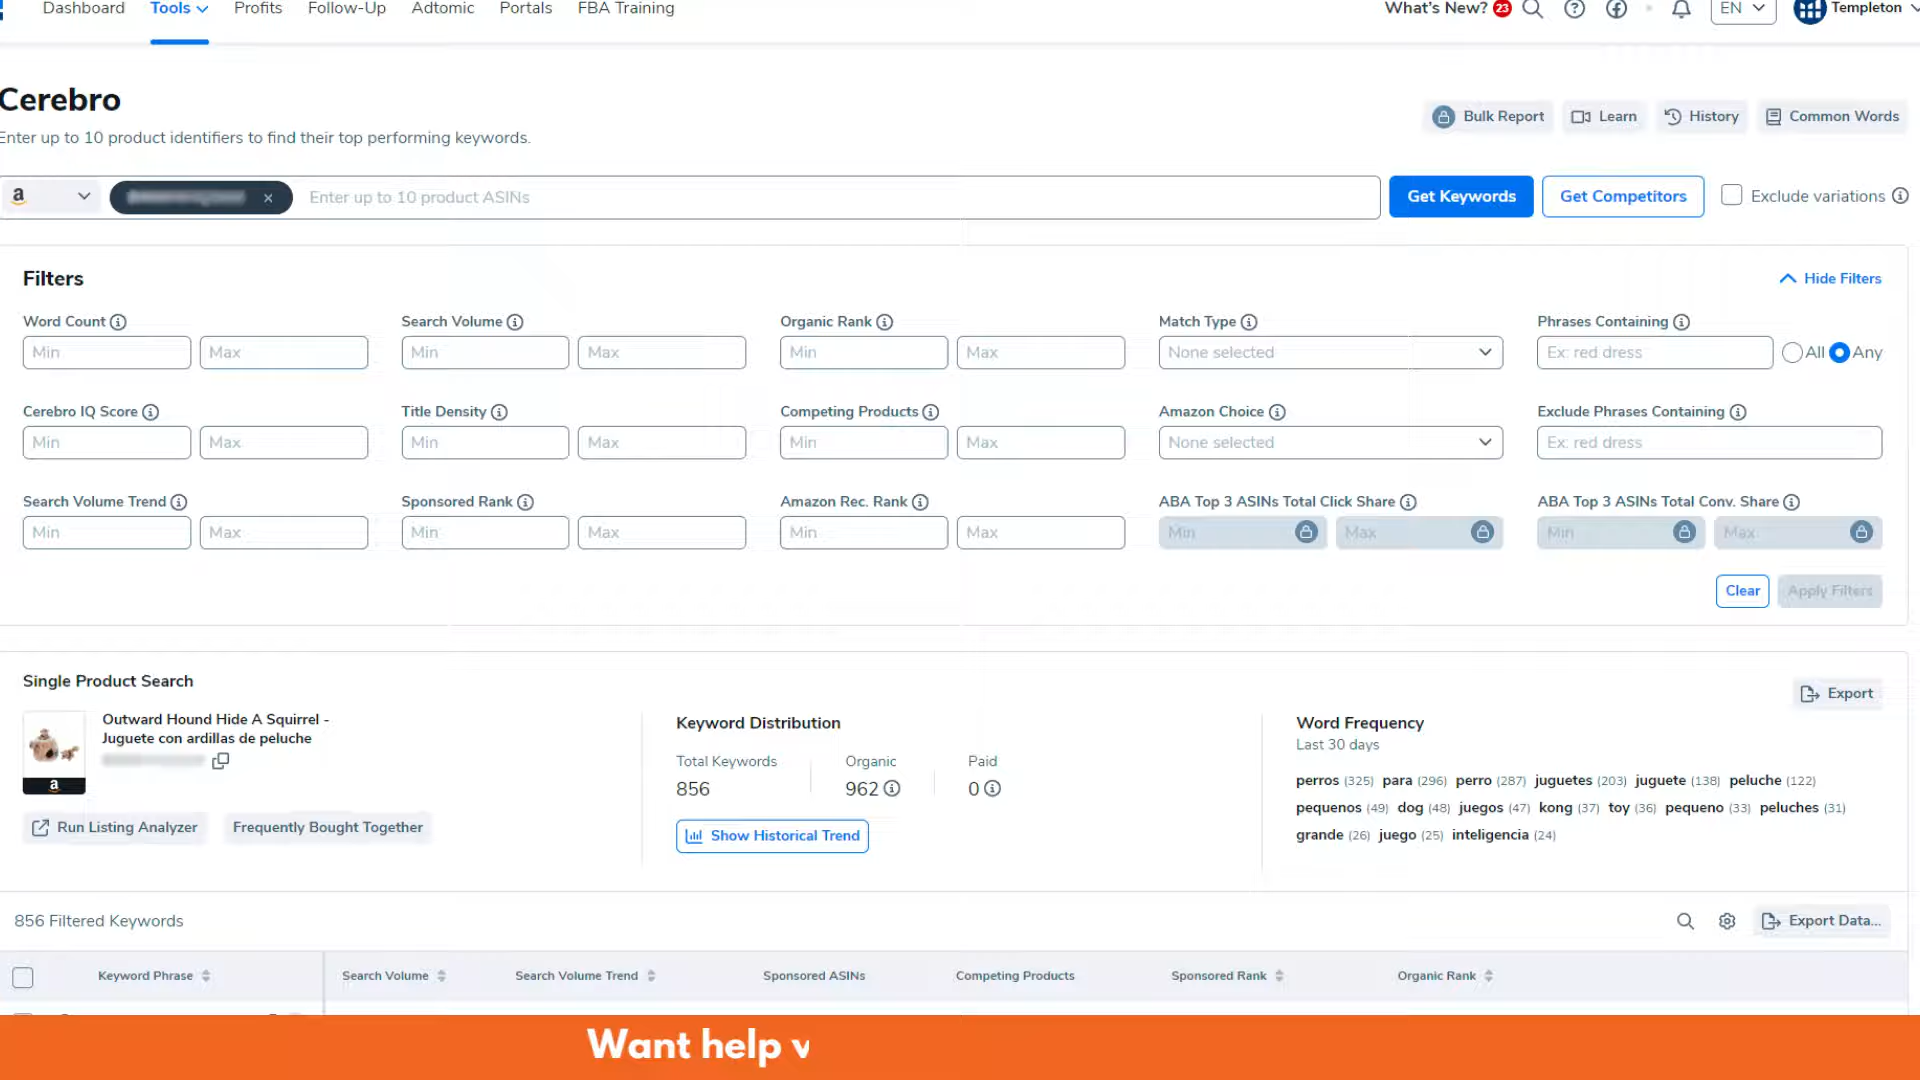 Dashboard Tools Profits Follow-Up Adtomic Portals FBA Training What's New? 23 EN Templeton
Cerebro
Enter up to 10 product identifiers to find their top performing keywords.
Bulk Report Learn History Common Words
a Enter up to 10 product ASINs Get Keywords Get Competitors Exclude variations
Filters Hide Filters
Word Count Search Volume Organic Rank Match Type Phrases Containing
Min Max Min Max Min Max None selected Ex: red dress All Any
Cerebro IQ Score Title Density Competing Products Amazon Choice Exclude Phrases Containing
Min Max Min Max Min Max None selected Ex: red dress
Search Volume Trend Sponsored Rank Amazon Rec. Rank ABA Top 3 ASINs Total Click Share ABA Top 3 ASINs Total Conv. Share
Min Max Min Max Min Max Min Max Min Max
Clear Apply Filters
Single Product Search
Export
Outward Hound Hide A Squirrel -
Juguete con ardillas de peluche
a
Run Listing Analyzer Frequently Bought Together
Keyword Distribution
Total Keywords Organic Paid
856 962 0
Show Historical Trend
Word Frequency
Last 30 days
perros (325) para (296) perro (287) juguetes (203) juguete (138) peluche (122)
pequenos (49) dog (48) juegos (47) kong (37) toy (36) pequeno (33) peluches (31)
grande (26) juego (25) inteligencia (24)
856 Filtered Keywords Export Data...
Keyword Phrase Search Volume Search Volume Trend Sponsored ASINs Competing Products Sponsored Rank Organic Rank
Want help